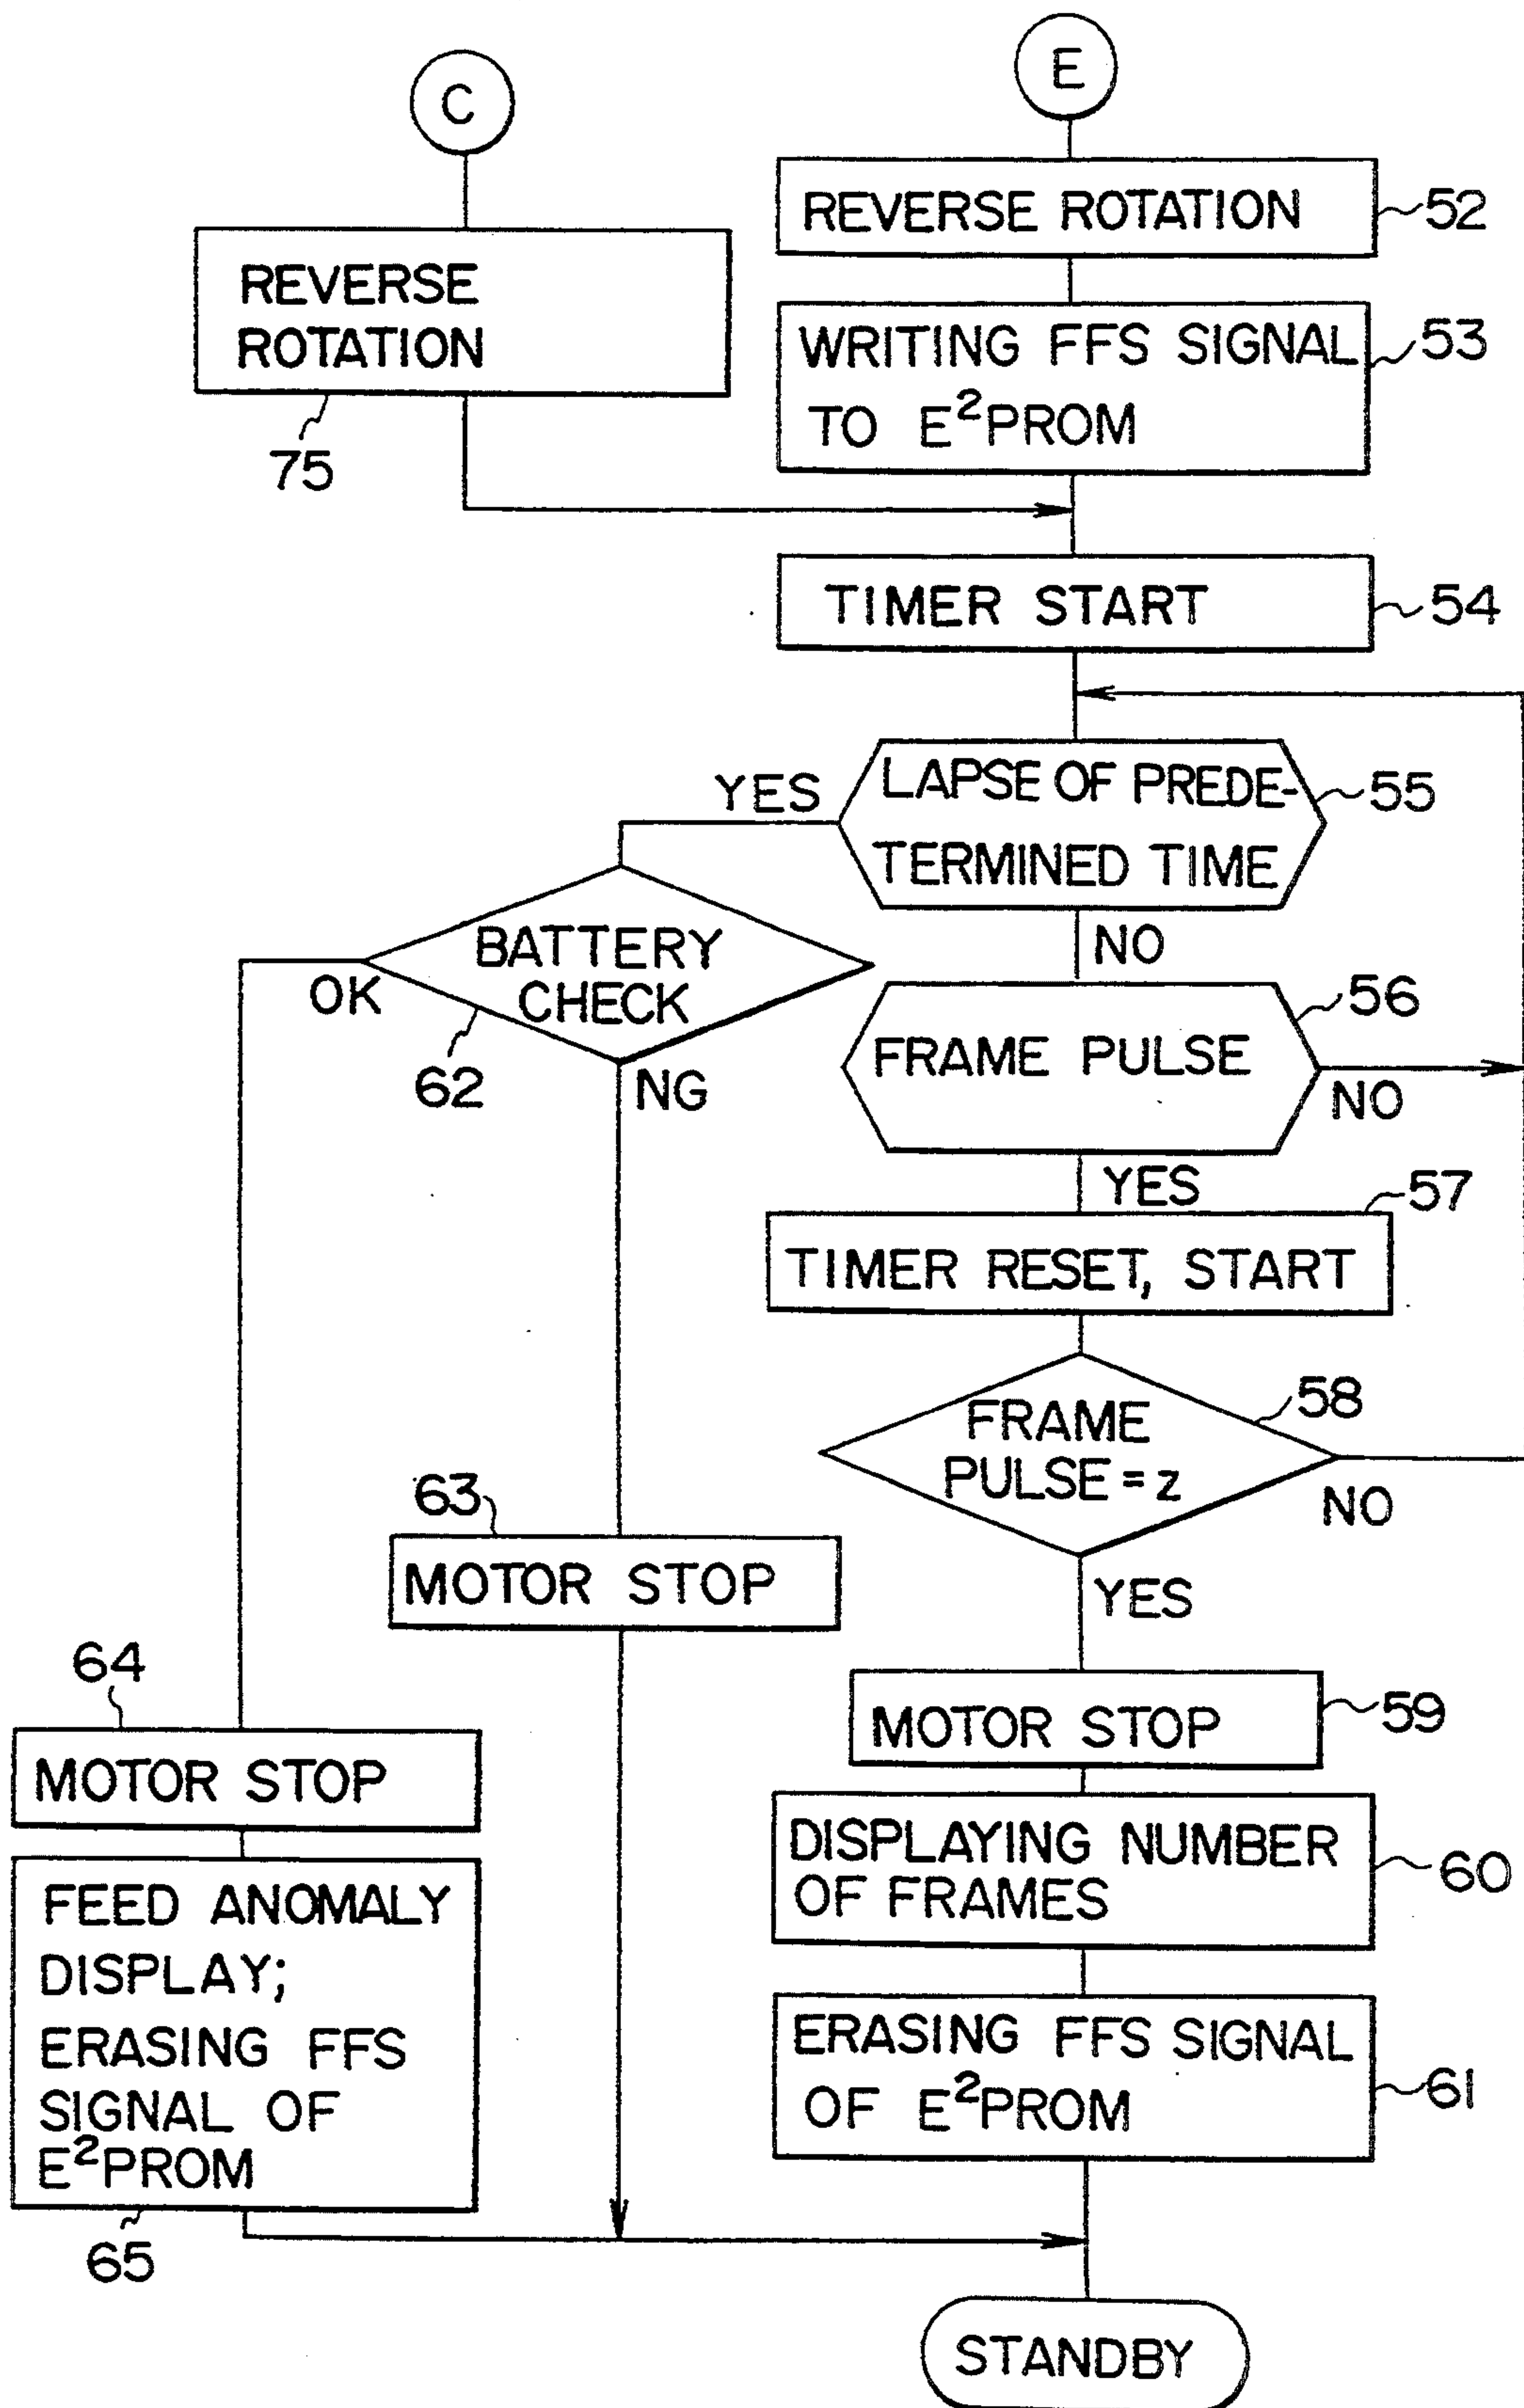 C
E
REVERSE ROTATION
52
REVERSE
ROTATION
75
WRITING FFS SIGNAL
TO E²PROM
53
TIMER START
54
LAPSE OF PREDE-
TERMINED TIME
55
YES
NO
BATTERY
CHECK
62
OK
NG
FRAME PULSE
56
NO
YES
TIMER RESET, START
57
FRAME
PULSE = z
58
NO
YES
63
MOTOR STOP
64
MOTOR STOP
MOTOR STOP
59
DISPLAYING NUMBER
OF FRAMES
60
FEED ANOMALY
DISPLAY;
ERASING FFS
SIGNAL OF
E²PROM
65
ERASING FFS SIGNAL
OF E²PROM
61
STANDBY